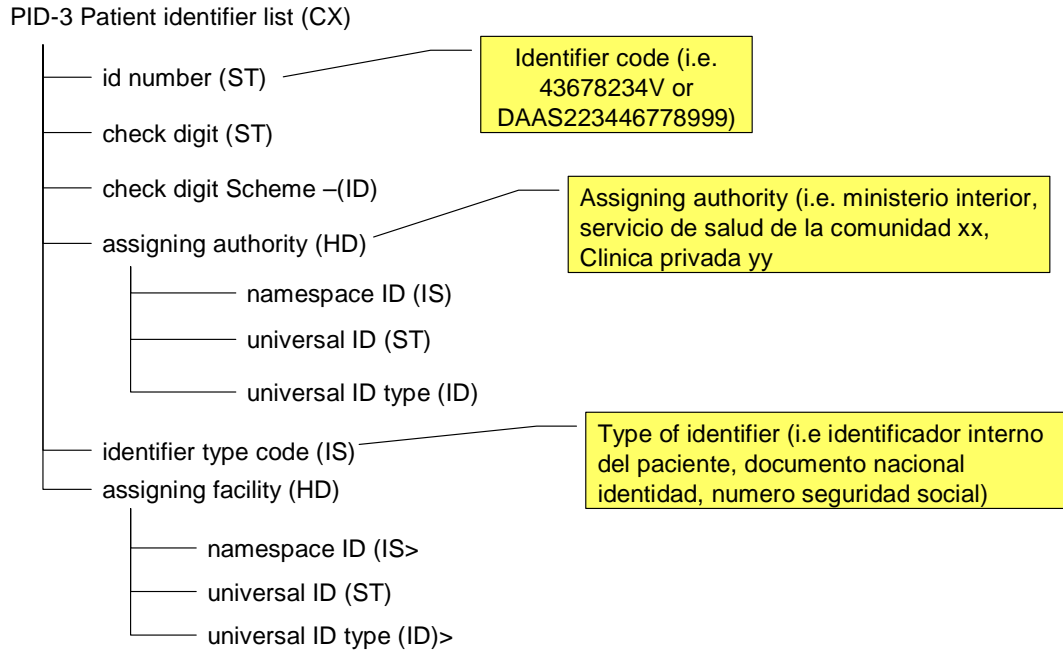 PID-3 Patient identifier list (CX)
id number (ST)
Identifier code (i.e.
43678234V or
DAAS223446778999)
check digit (ST)
check digit Scheme –(ID)
Assigning authority (i.e. ministerio interior,
servicio de salud de la comunidad xx,
Clinica privada yy
assigning authority (HD)
namespace ID (IS)
universal ID (ST)
universal ID type (ID)
identifier type code (IS)
Type of identifier (i.e identificador interno
del paciente, documento nacional
identidad, numero seguridad social)
assigning facility (HD)
namespace ID (IS>
universal ID (ST)
universal ID type (ID)>